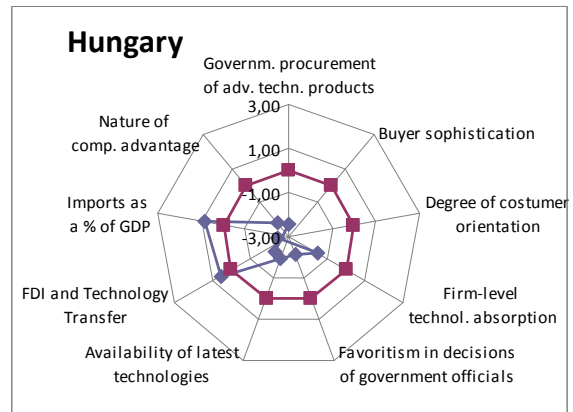 Hungary
Governm. procurement
of adv. techn. products
3,00
1,00
-1,00
-3,00
Buyer sophistication
Degree of costumer
orientation
Firm-level
technol. absorption
Favoritism in decisions
of government officials
Availability of latest
technologies
FDI and Technology
Transfer
Imports as
a % of GDP
Nature of
comp. advantage